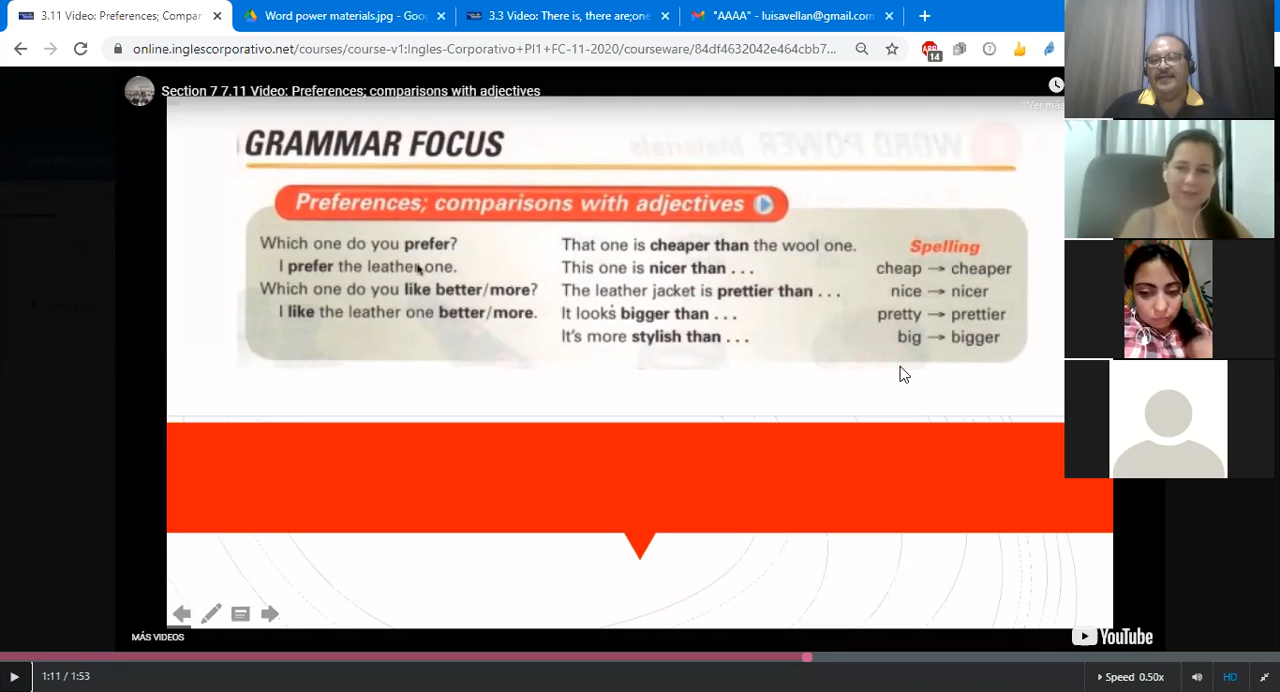 3.11 Video: Preferences; Compar
Word power materials.jpg - Goo
3.3 Video: There is, there are;one
"AAAA" - luisavellan@gmail.com
online.inglescorporativo.net/courses/course-v1:Ingles-Corporativo+PI1+FC-11-2020/courseware/84df4632042e464cbb7...
14
Section 7 7.11 Video: Preferences; comparisons with adjectives
"Ver más
GRAMMAR FOCUS
WORD POWER Materials
Preferences; comparisons with adjectives
Which one do you prefer?
I prefer the leather one.
Which one do you like better/more?
I like the leather one better/more.
That one is cheaper than the wool one.
This one is nicer than . . .
The leather jacket is prettier than . . .
It looks bigger than . . .
It's more stylish than . . .
Spelling
cheap → cheaper
nice → nicer
pretty → prettier
big → bigger
MÁS VIDEOS
YouTube
1:11 / 1:53
Speed 0.50x
HD